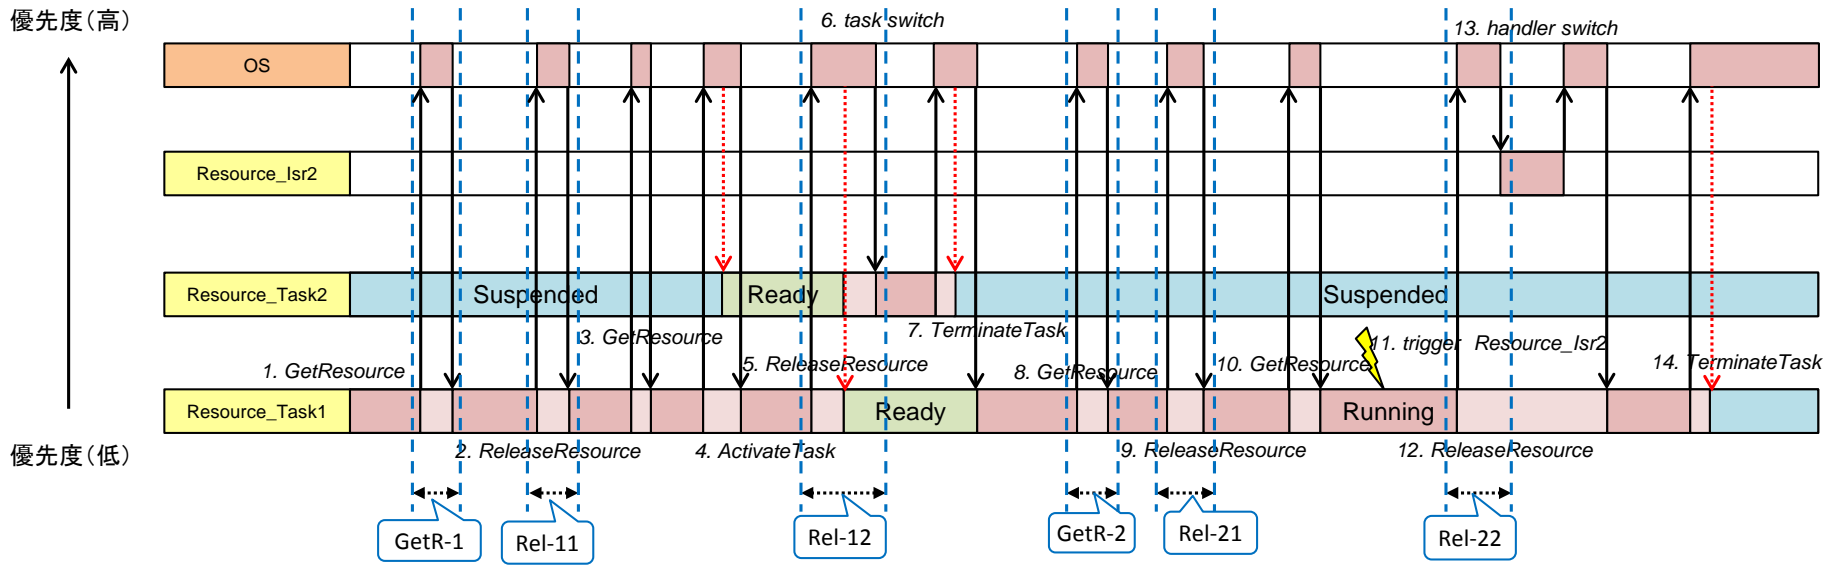 優先度(高)
6. task switch
13. handler switch
OS
Resource_Isr2
Resource_Task2
Suspended
Ready
Suspended
3. GetResource
7. TerminateTask
11. trigger Resource_Isr2
1. GetResource
5. ReleaseResource
8. GetResource
10. GetResource
14. TerminateTask
Resource_Task1
Ready
Running
優先度(低)
2. ReleaseResource
4. ActivateTask
9. ReleaseResource
12. ReleaseResource
GetR-1
Rel-11
Rel-12
GetR-2
Rel-21
Rel-22